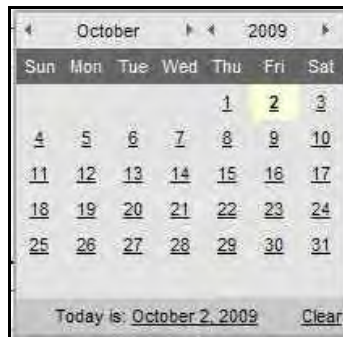 October 2009
Sun Mon Tue Wed Thu Fri Sat
1 2 3
4 5 6 7 8 9 10
11 12 13 14 15 16 17
18 19 20 21 22 23 24
25 26 27 28 29 30 31
Today is: October 2, 2009 Clear